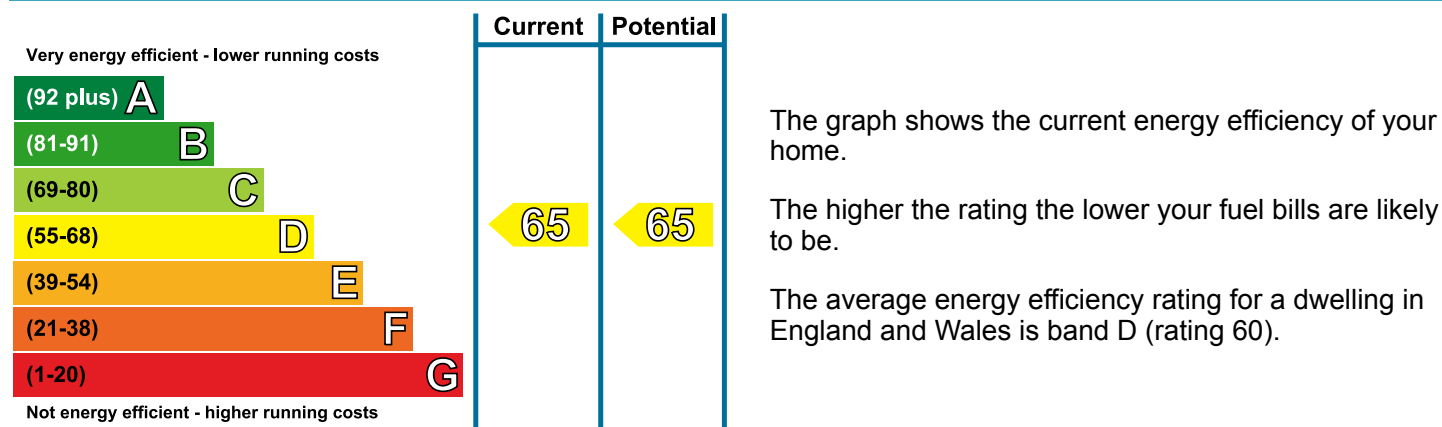 Current Potential
Very energy efficient - lower running costs
(92 plus) A
(81-91) B
(69-80) C
(55-68) D
65 65
(39-54) E
(21-38) F
(1-20) G
Not energy efficient - higher running costs
The graph shows the current energy efficiency of your
home.
The higher the rating the lower your fuel bills are likely
to be.
The average energy efficiency rating for a dwelling in
England and Wales is band D (rating 60).